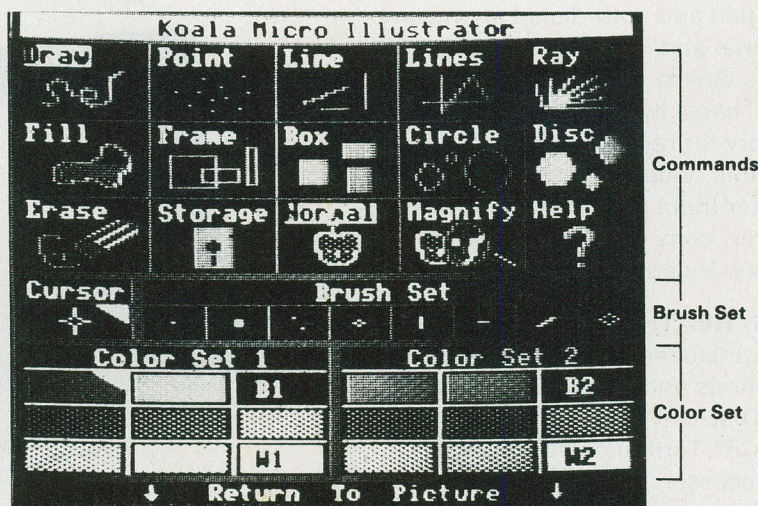 Koala Micro Illustrator
Draw Point Line Lines Ray
Fill Frame Box Circle Disc
Commands
Erase Storage Normal Magnify Help
Cursor Brush Set
Brush Set
Color Set 1 Color Set 2
B1 B2
Color Set
W1 W2
↓ Return To Picture ↓